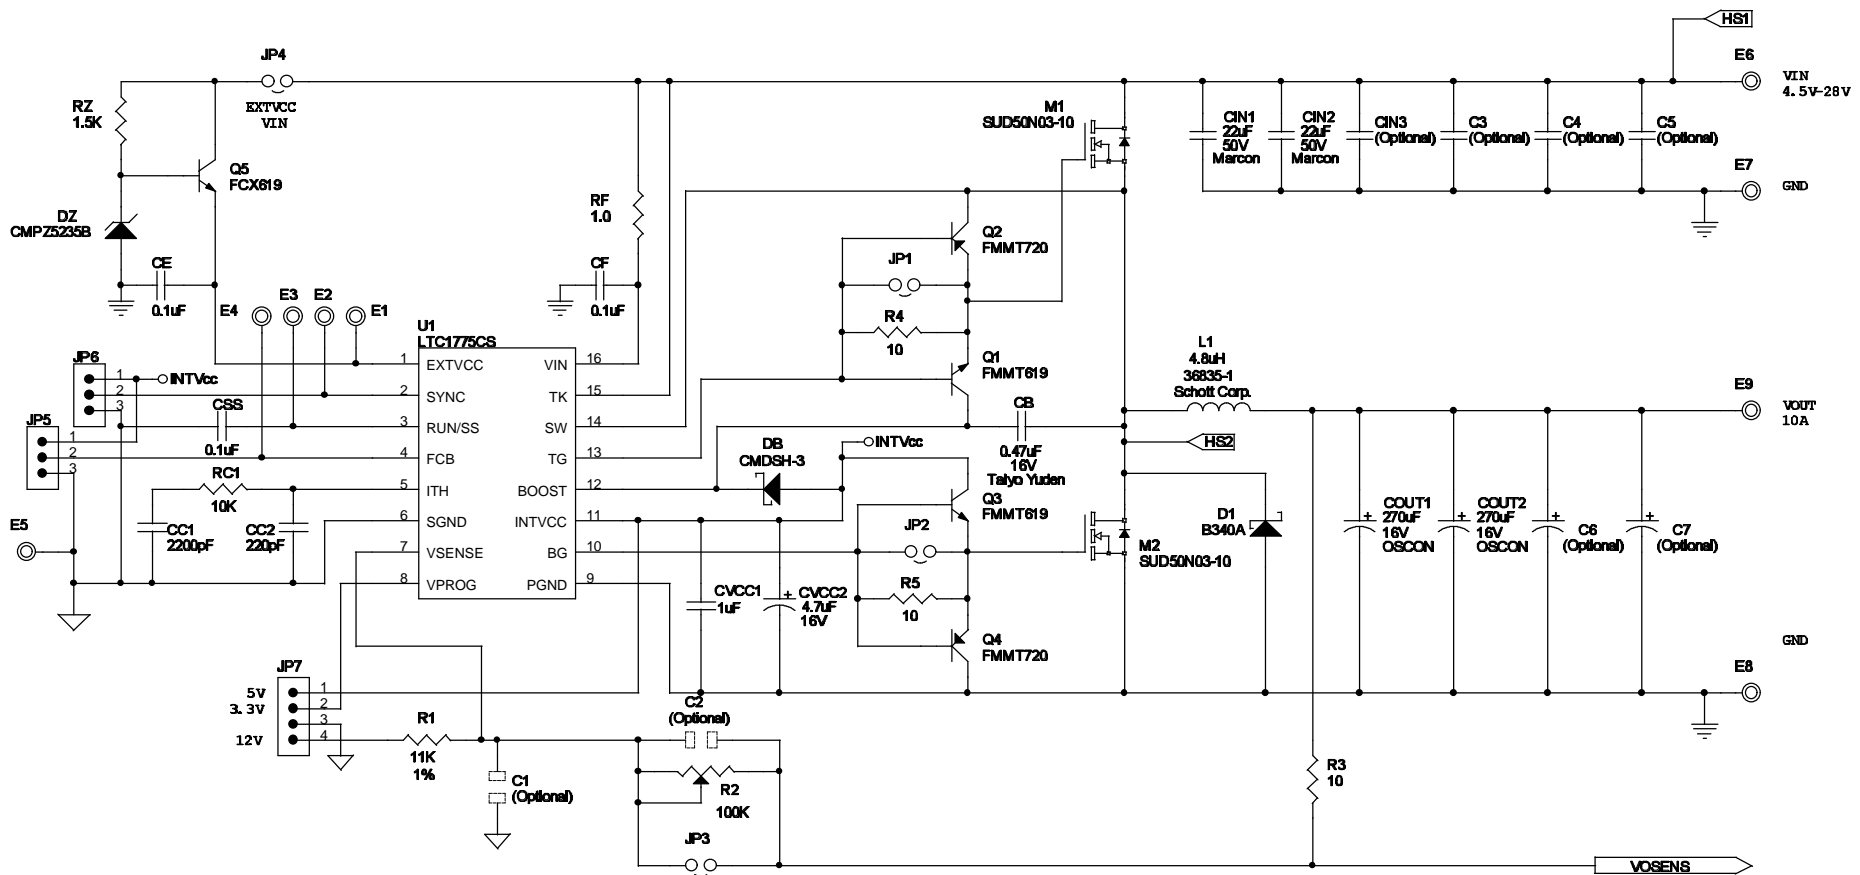 HS1
JP4
EXTVCC
VIN
E6
VIN
4.5V-28V
RZ
1.5K
M1
SUD50N03-10
CIN1
22uF
50V
Marcon
CIN2
22uF
50V
Marcon
CIN3
(Optional)
C3
(Optional)
C4
(Optional)
C5
(Optional)
Q5
FCX619
E7
GND
DZ
CMPZ5235B
RF
1.0
Q2
FMMT720
CE
0.1uF
CF
0.1uF
JP1
E4
E3
E2
E1
R4
10
U1
LTC1775CS
1
EXTVCC
2
SYNC
3
RUN/SS
4
FCB
5
ITH
6
SGND
7
VSENSE
8
VPROG
VIN
16
TK
15
SW
14
TG
13
BOOST
12
INTVCC
11
BG
10
PGND
9
Q1
FMMT619
L1
4.8uH
36835-1
Schott Corp.
E9
VOUT
10A
JP6
1
2
3
INTVcc
CSS
0.1uF
JP5
1
2
3
CB
0.47uF
16V
Taiyo Yuden
INTVcc
HS2
DB
CMDSH-3
RC1
10K
Q3
FMMT619
E5
CC1
2200pF
CC2
220pF
JP2
M2
SUD50N03-10
D1
B340A
COUT1
270uF
16V
OSCON
+
COUT2
270uF
16V
OSCON
+
C6
(Optional)
+
C7
(Optional)
+
R5
10
CVCC1
1uF
CVCC2
4.7uF
16V
+
Q4
FMMT720
GND
E8
JP7
5V
3.3V
12V
1
2
3
4
R1
11K
1%
C2
(Optional)
C1
(Optional)
R2
100K
R3
10
JP3
VOSENS